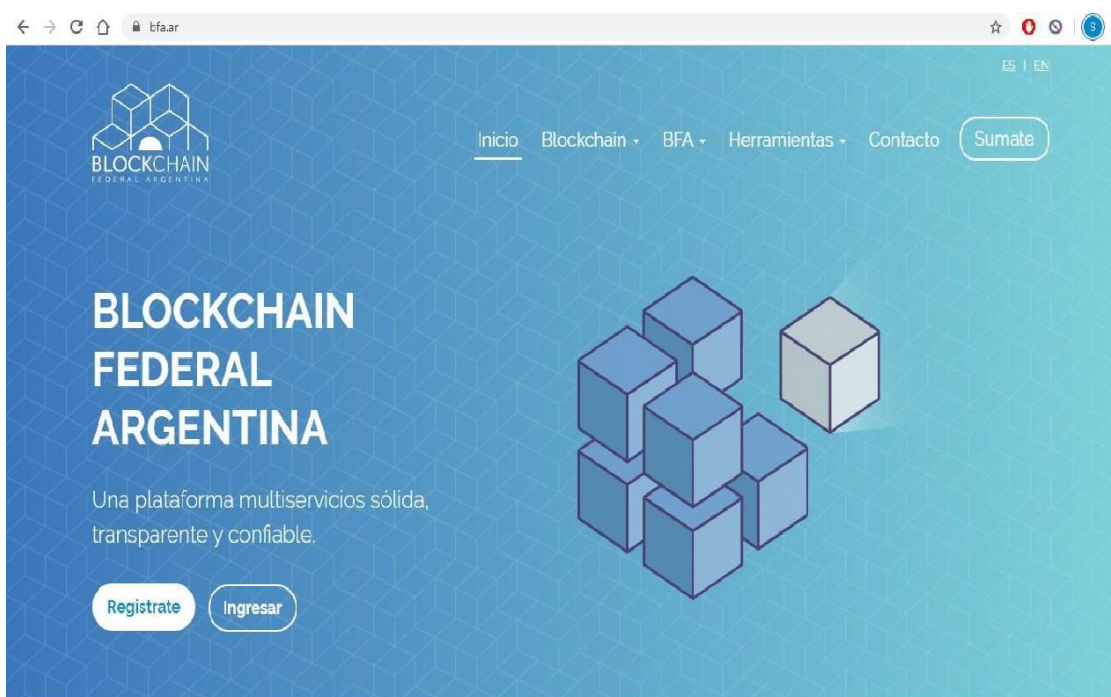 bfa.ar
S
ES | EN
BLOCKCHAIN
FEDERAL ARGENTINA
Inicio Blockchain BFA Herramientas Contacto Sumate
BLOCKCHAIN
FEDERAL
ARGENTINA
Una plataforma multiservicios sólida,
transparente y confiable.
Registrate Ingresar